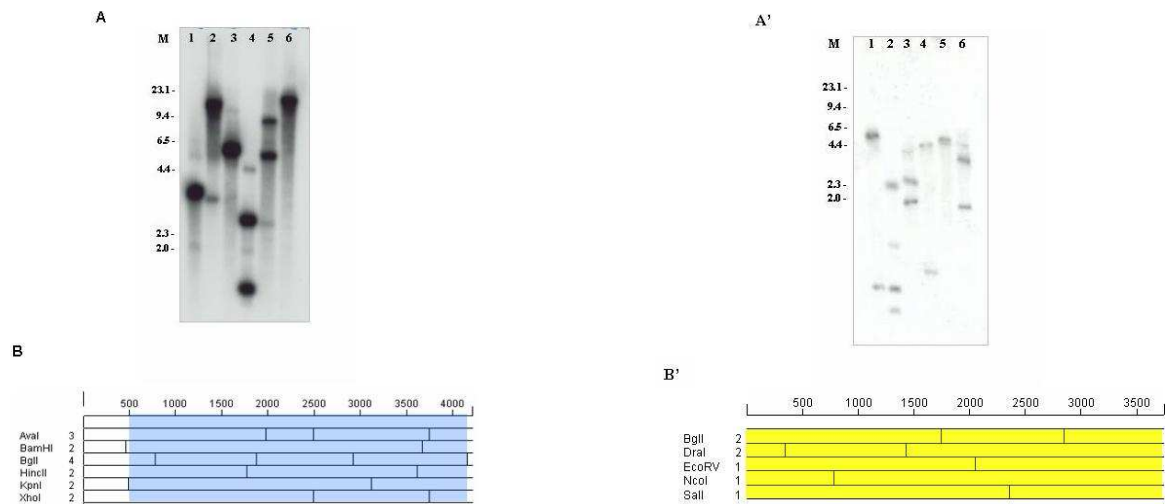 A
M 1 2 3 4 5 6
23.1 -
9.4 -
6.5 -
4.4 -
2.3 -
2.0 -
A'
M 1 2 3 4 5 6
23.1 -
9.4 -
6.5 -
4.4 -
2.3 -
2.0 -
B
500 1000 1500 2000 2500 3000 3500 4000
AvaI 3
BamHI 2
BglI 4
HincII 2
KpnI 2
XhoI 2
B'
500 1000 1500 2000 2500 3000 3500
BglI 2
DraI 2
EcoRV 1
NcoI 1
SalI 1